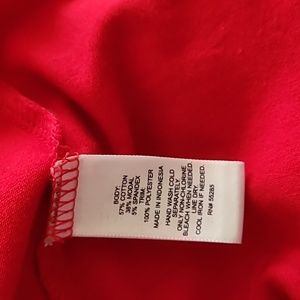 BODY:
57% COTTON
38% MODAL
5% SPANDEX
TRIM:
100% POLYESTER
MADE IN INDONESIA
HAND WASH COLD
SEPARATELY.
ONLY NON-CHLORINE
BLEACH WHEN NEEDED.
LINE DRY.
COOL IRON IF NEEDED.
RN# 55285